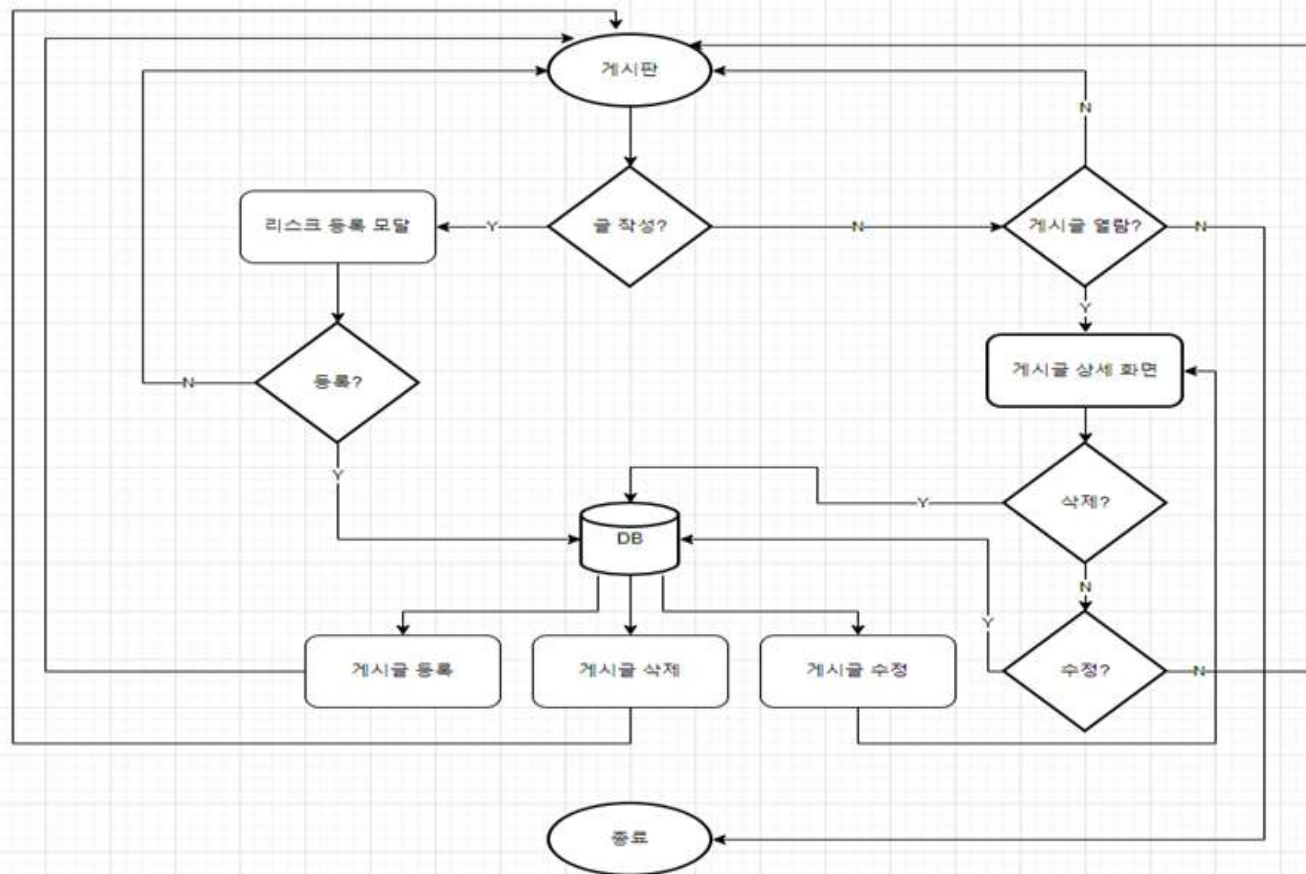 게시판
N
리스크 등록 모달
Y
글 작성?
N
게시글 열람?
N
Y
게시글 상세 화면
N
등록?
Y
Y
삭제?
DB
N
Y
게시글 등록
게시글 삭제
게시글 수정
수정?
N
종료